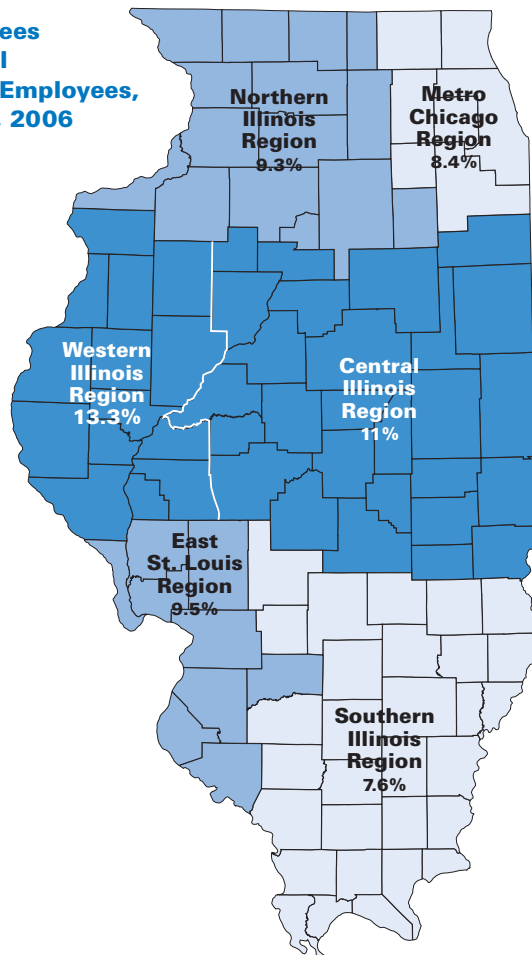 ees
l
Employees,
, 2006
Northern
Illinois
Region
9.3%
Metro
Chicago
Region
8.4%
Western
Illinois
Region
13.3%
Central
Illinois
Region
11%
East
St. Louis
Region
9.5%
Southern
Illinois
Region
7.6%